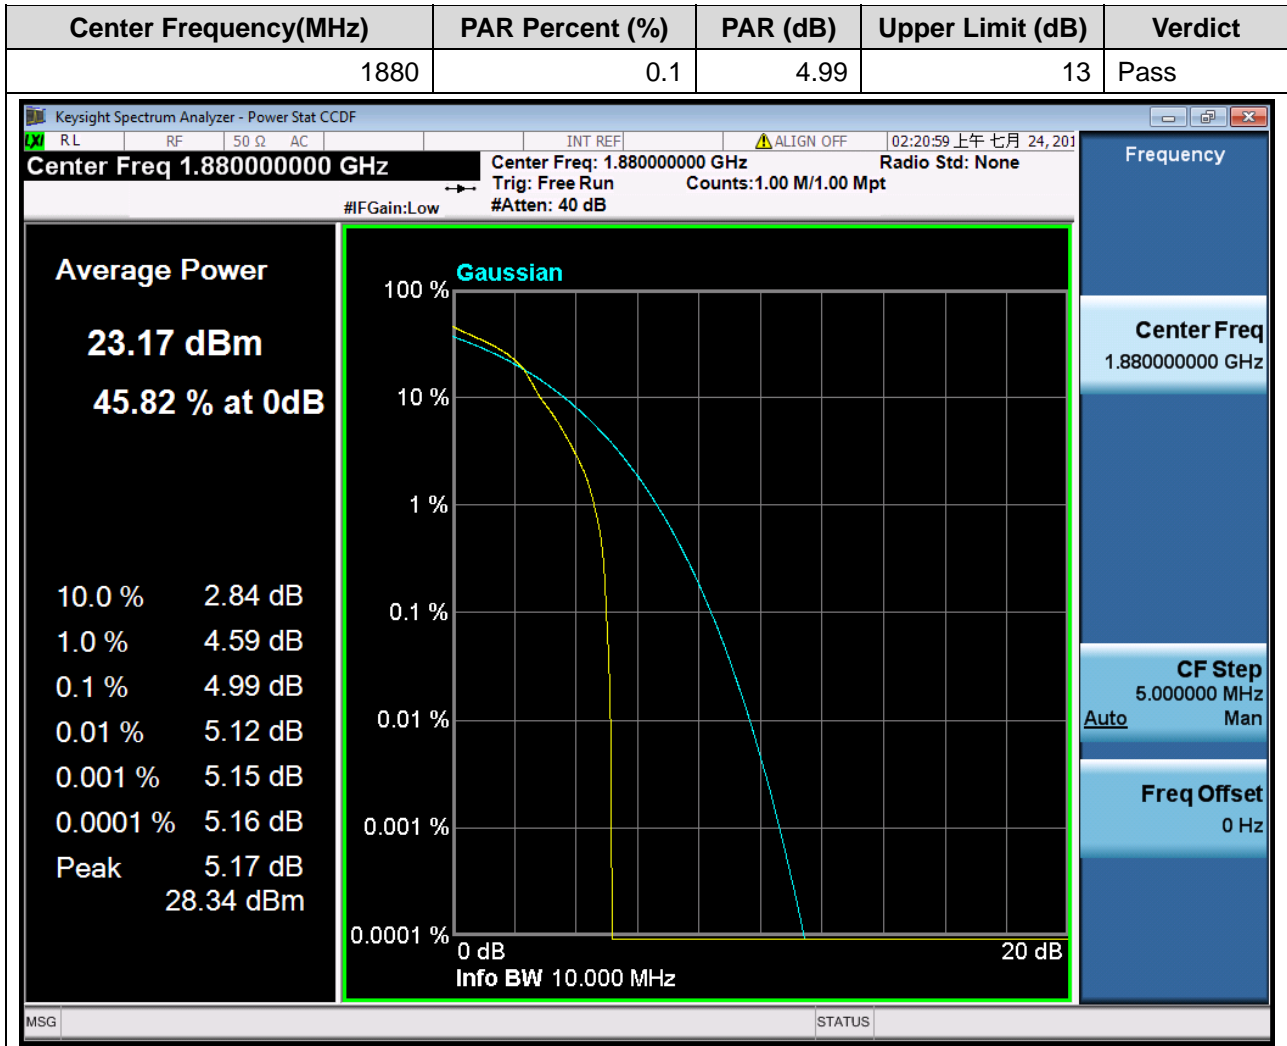 Center Frequency(MHz) PAR Percent (%) PAR (dB) Upper Limit (dB) Verdict
1880 0.1 4.99 13 Pass
Keysight Spectrum Analyzer - Power Stat CCDF
LXI RL RF 50 Ω AC INT REF ALIGN OFF 02:20:59 上午 七月 24, 201
Center Freq 1.880000000 GHz
Center Freq: 1.880000000 GHz Radio Std: None
Trig: Free Run Counts:1.00 M/1.00 Mpt
#IFGain:Low #Atten: 40 dB
Average Power
23.17 dBm
45.82 % at 0dB
10.0 % 2.84 dB
1.0 % 4.59 dB
0.1 % 4.99 dB
0.01 % 5.12 dB
0.001 % 5.15 dB
0.0001 % 5.16 dB
Peak 5.17 dB
28.34 dBm
Gaussian
100 %
10 %
1 %
0.1 %
0.01 %
0.001 %
0.0001 %
0 dB 20 dB
Info BW 10.000 MHz
Frequency
Center Freq
1.880000000 GHz
CF Step
5.000000 MHz
Auto Man
Freq Offset
0 Hz
MSG STATUS